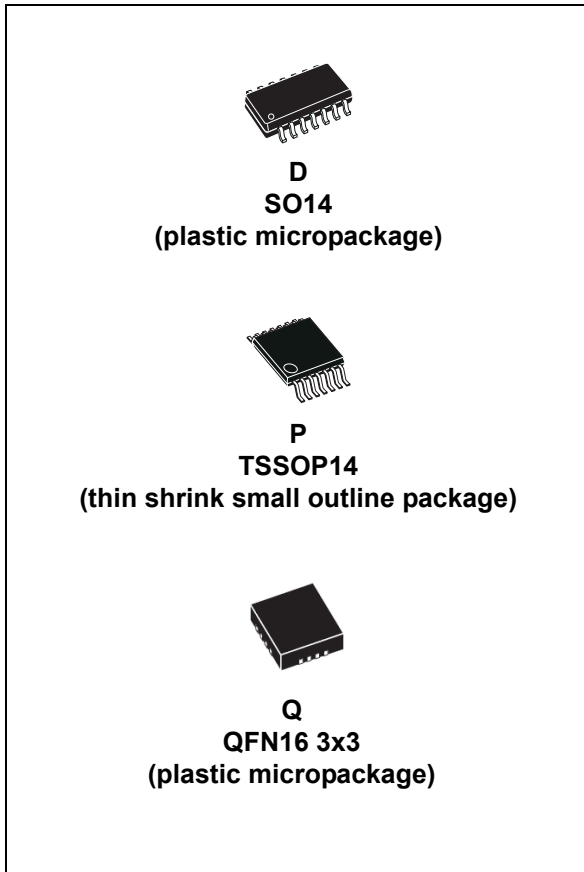 D
SO14
(plastic micropackage)
P
TSSOP14
(thin shrink small outline package)
Q
QFN16 3x3
(plastic micropackage)